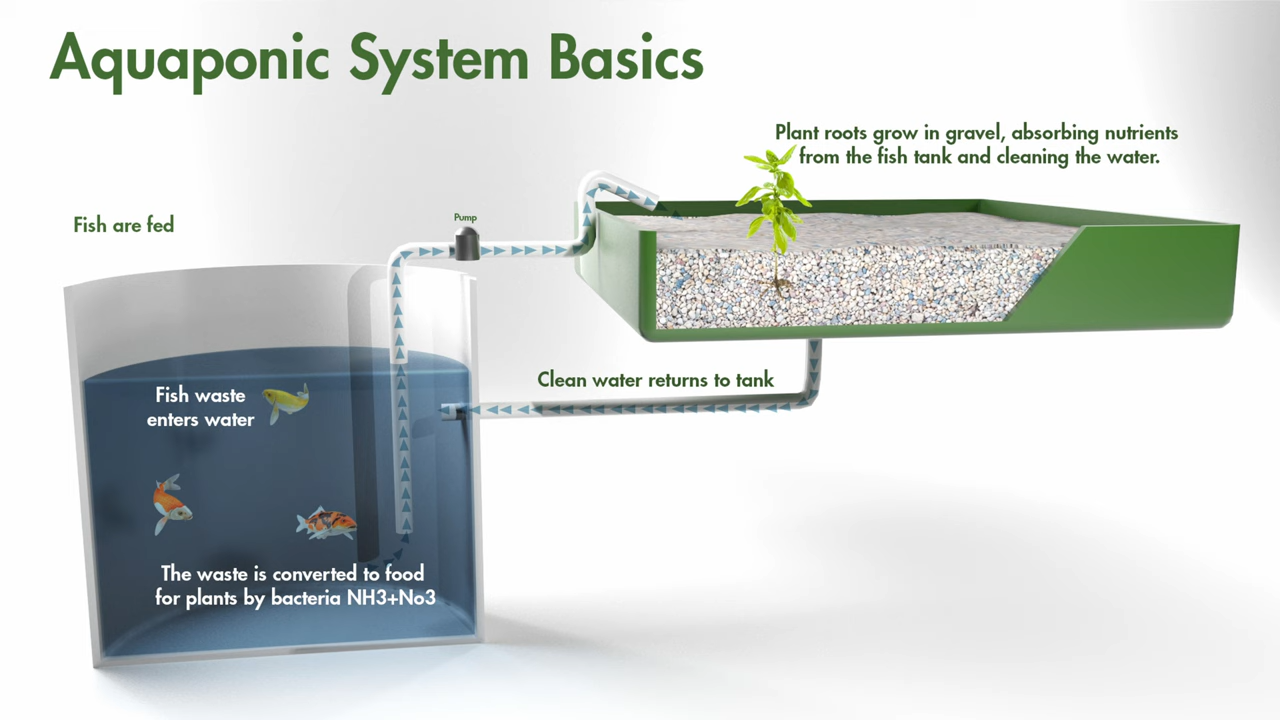 Aquaponic System Basics
Plant roots grow in gravel, absorbing nutrients
from the fish tank and cleaning the water.
Fish are fed
Pump
Clean water returns to tank
Fish waste
enters water
The waste is converted to food
for plants by bacteria NH3+No3